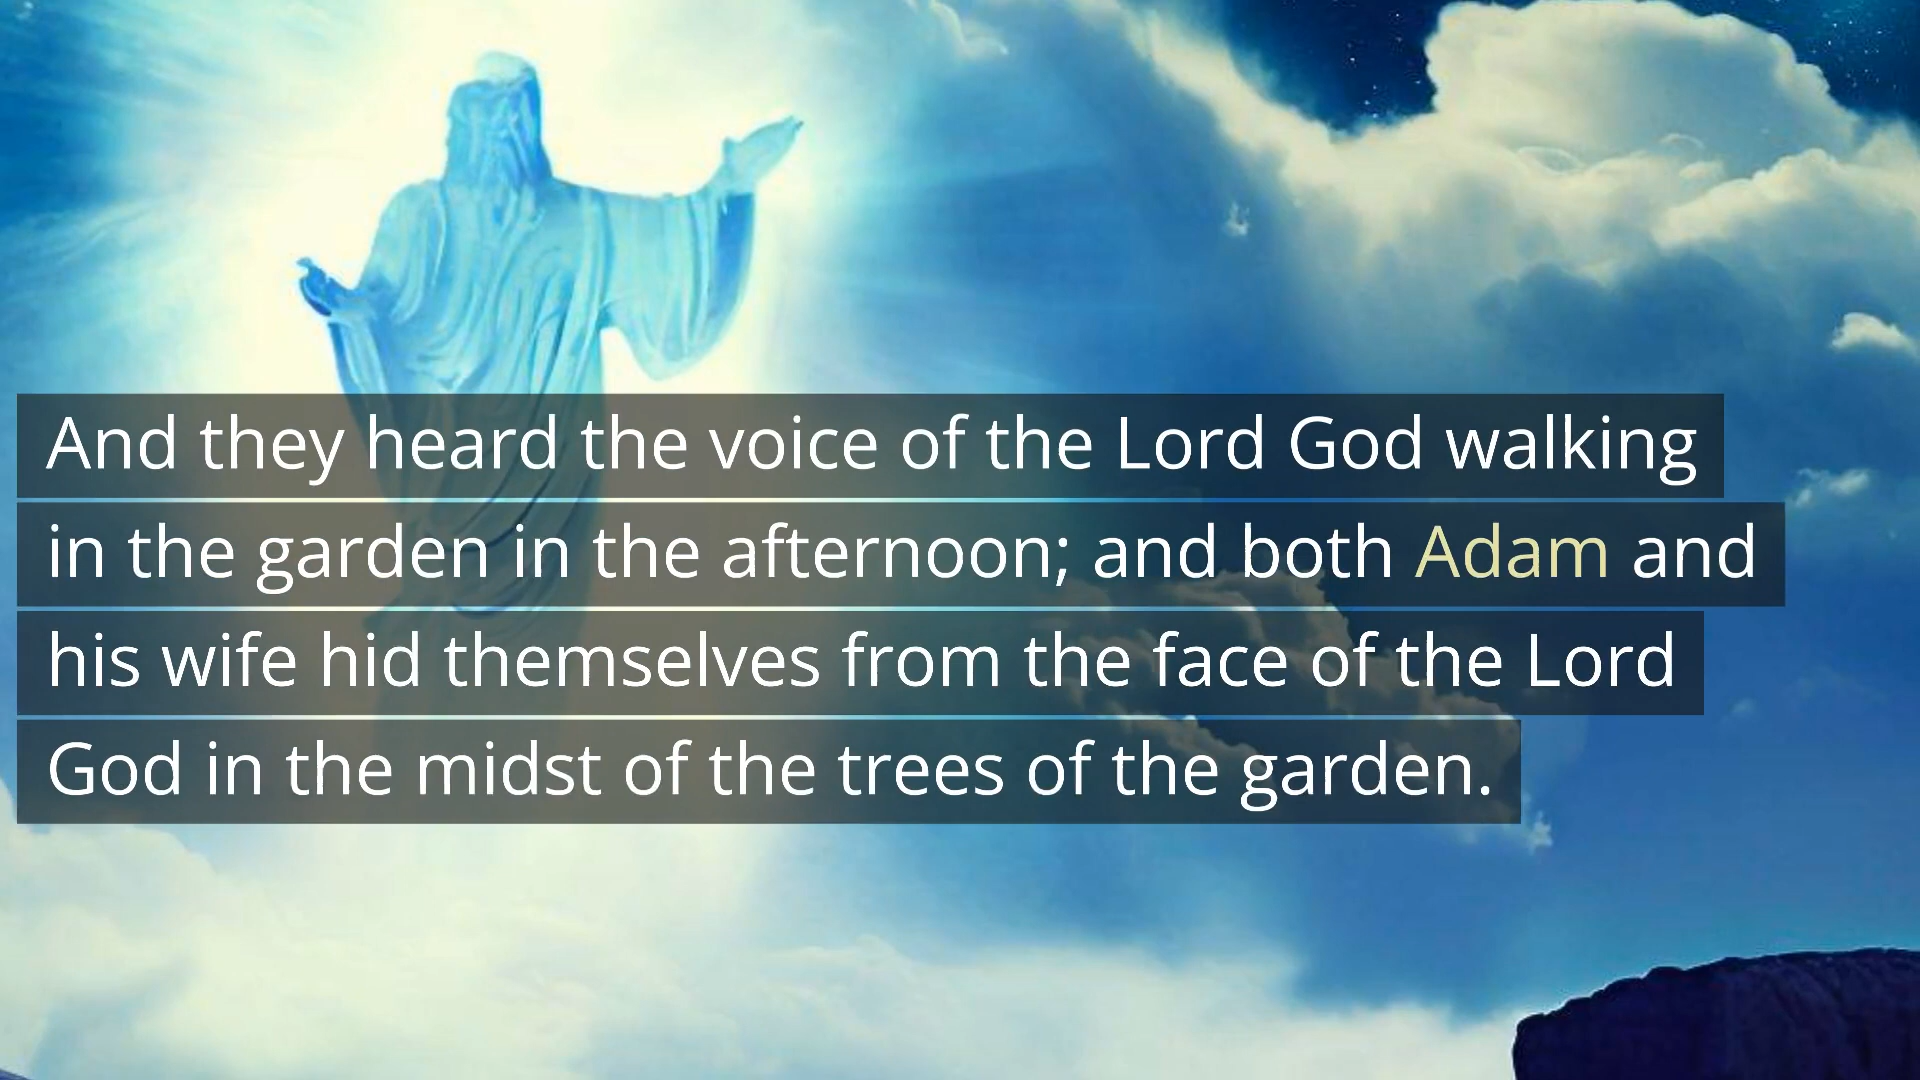 And they heard the voice of the Lord God walking
in the garden in the afternoon; and both Adam and
his wife hid themselves from the face of the Lord
God in the midst of the trees of the garden.